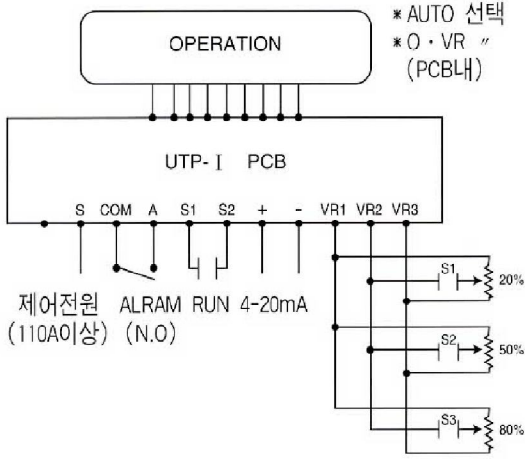 OPERATION
* AUTO 선택
* O · VR 〃
(PCB내)
UTP-Ⅰ PCB
S COM A S1 S2 + - VR1 VR2 VR3
제어전원 ALRAM RUN 4-20mA
(110A이상) (N.O)
S1 20%
S2 50%
S3 80%